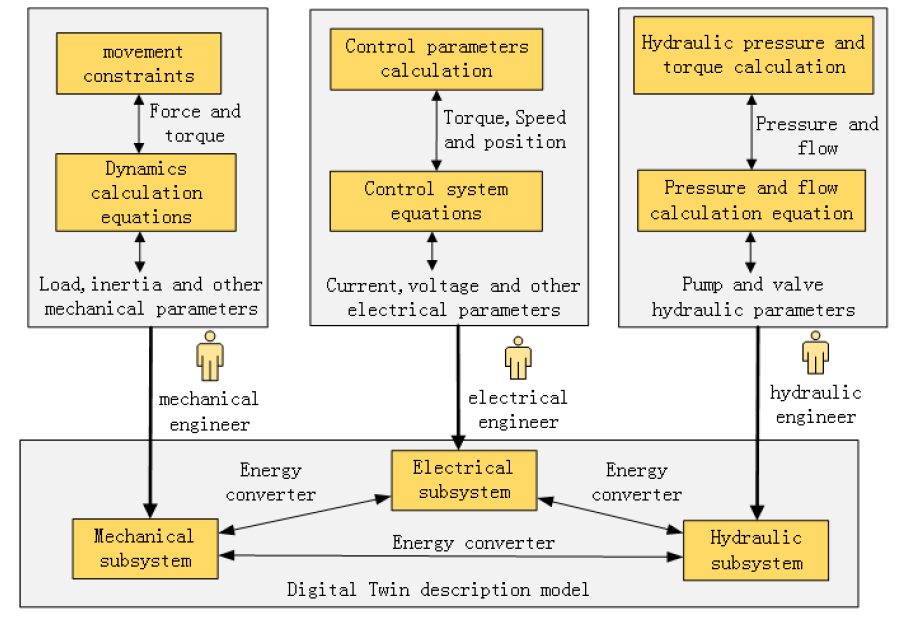 movement
constraints
Force and
torque
Dynamics
calculation
equations
Load, inertia and other
mechanical parameters
Control parameters
calculation
Torque, Speed
and position
Control system
equations
Current, voltage and other
electrical parameters
Hydraulic pressure and
torque calculation
Pressure and
flow
Pressure and flow
calculation equation
Pump and valve
hydraulic parameters
mechanical
engineer
electrical
engineer
hydraulic
engineer
Electrical
subsystem
Energy
converter
Energy
converter
Mechanical
subsystem
Energy converter
Hydraulic
subsystem
Digital Twin description model